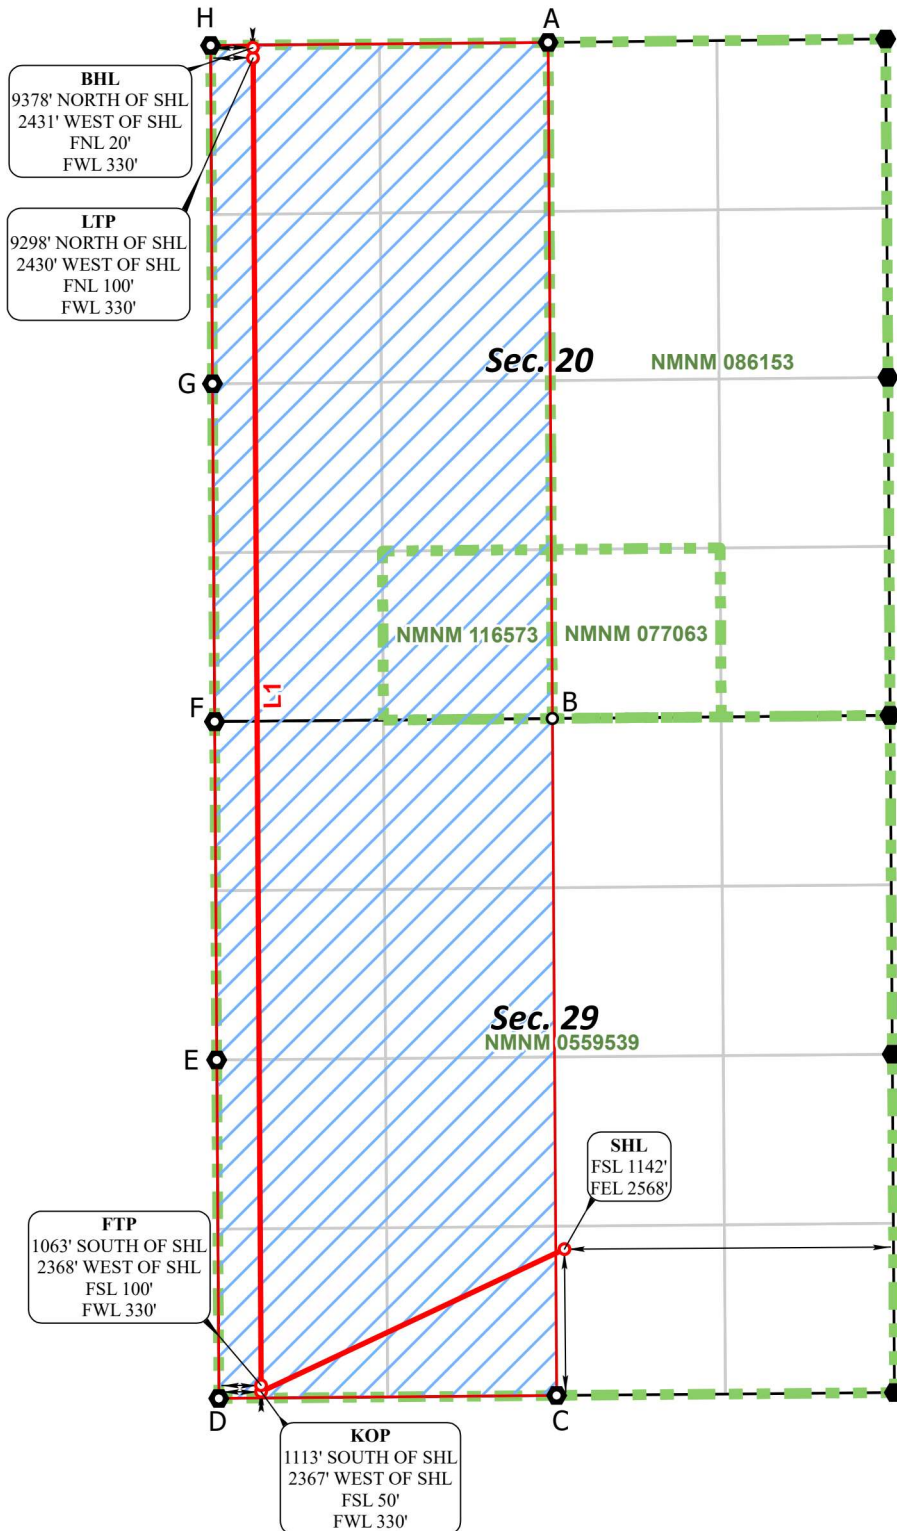 H
A
BHL
9378' NORTH OF SHL
2431' WEST OF SHL
FNL 20'
FWL 330'
LTP
9298' NORTH OF SHL
2430' WEST OF SHL
FNL 100'
FWL 330'
Sec. 20
NMNM 086153
G
NMNM 116573
NMNM 077063
L1
F
B
Sec. 29
NMNM 0559539
E
SHL
FSL 1142'
FEL 2568'
FTP
1063' SOUTH OF SHL
2368' WEST OF SHL
FSL 100'
FWL 330'
D
C
KOP
1113' SOUTH OF SHL
2367' WEST OF SHL
FSL 50'
FWL 330'